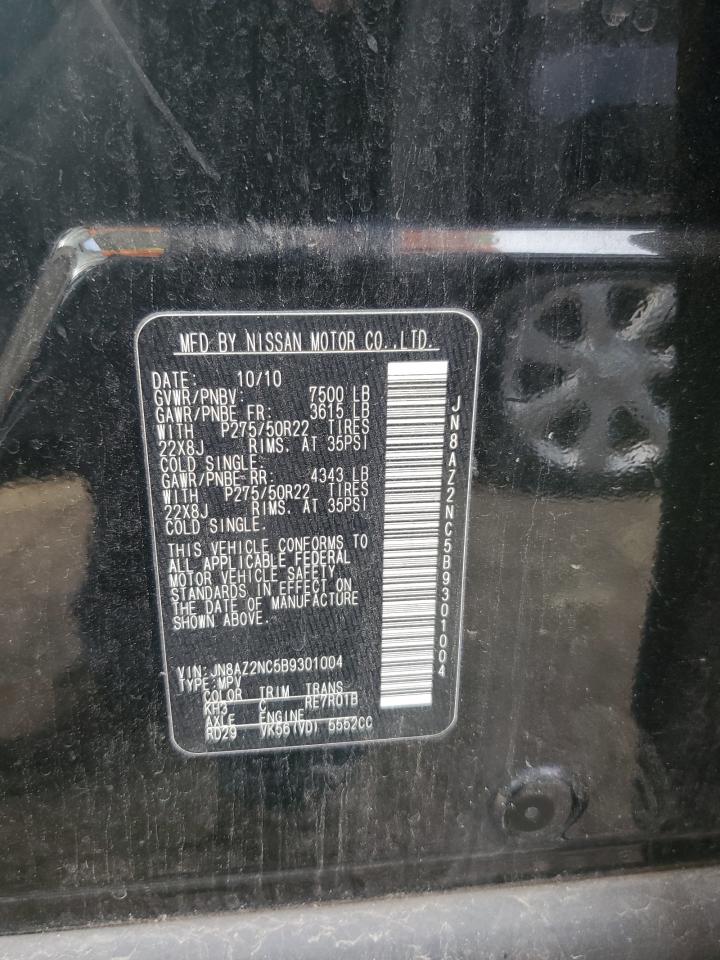 MFD BY NISSAN MOTOR CO.,LTD.
DATE: 10/10
GVWR/PNBV: 7500 LB
GAWR/PNBE FR: 3615 LB
WITH P275/50R22 TIRES
22X8J RIMS. AT 35PSI
COLD SINGLE.
GAWR/PNBE RR: 4343 LB
WITH P275/50R22 TIRES
22X8J RIMS. AT 35PSI
COLD SINGLE.
THIS VEHICLE CONFORMS TO
ALL APPLICABLE FEDERAL
MOTOR VEHICLE SAFETY
STANDARDS IN EFFECT ON
THE DATE OF MANUFACTURE
SHOWN ABOVE.
VIN:JN8AZ2NC5B9301004
TYPE:MPV
COLOR TRIM TRANS
KH3 C RE7R01B
AXLE ENGINE
RD29 VK56(VD) 5552CC
JN8AZ2NC5B9301004